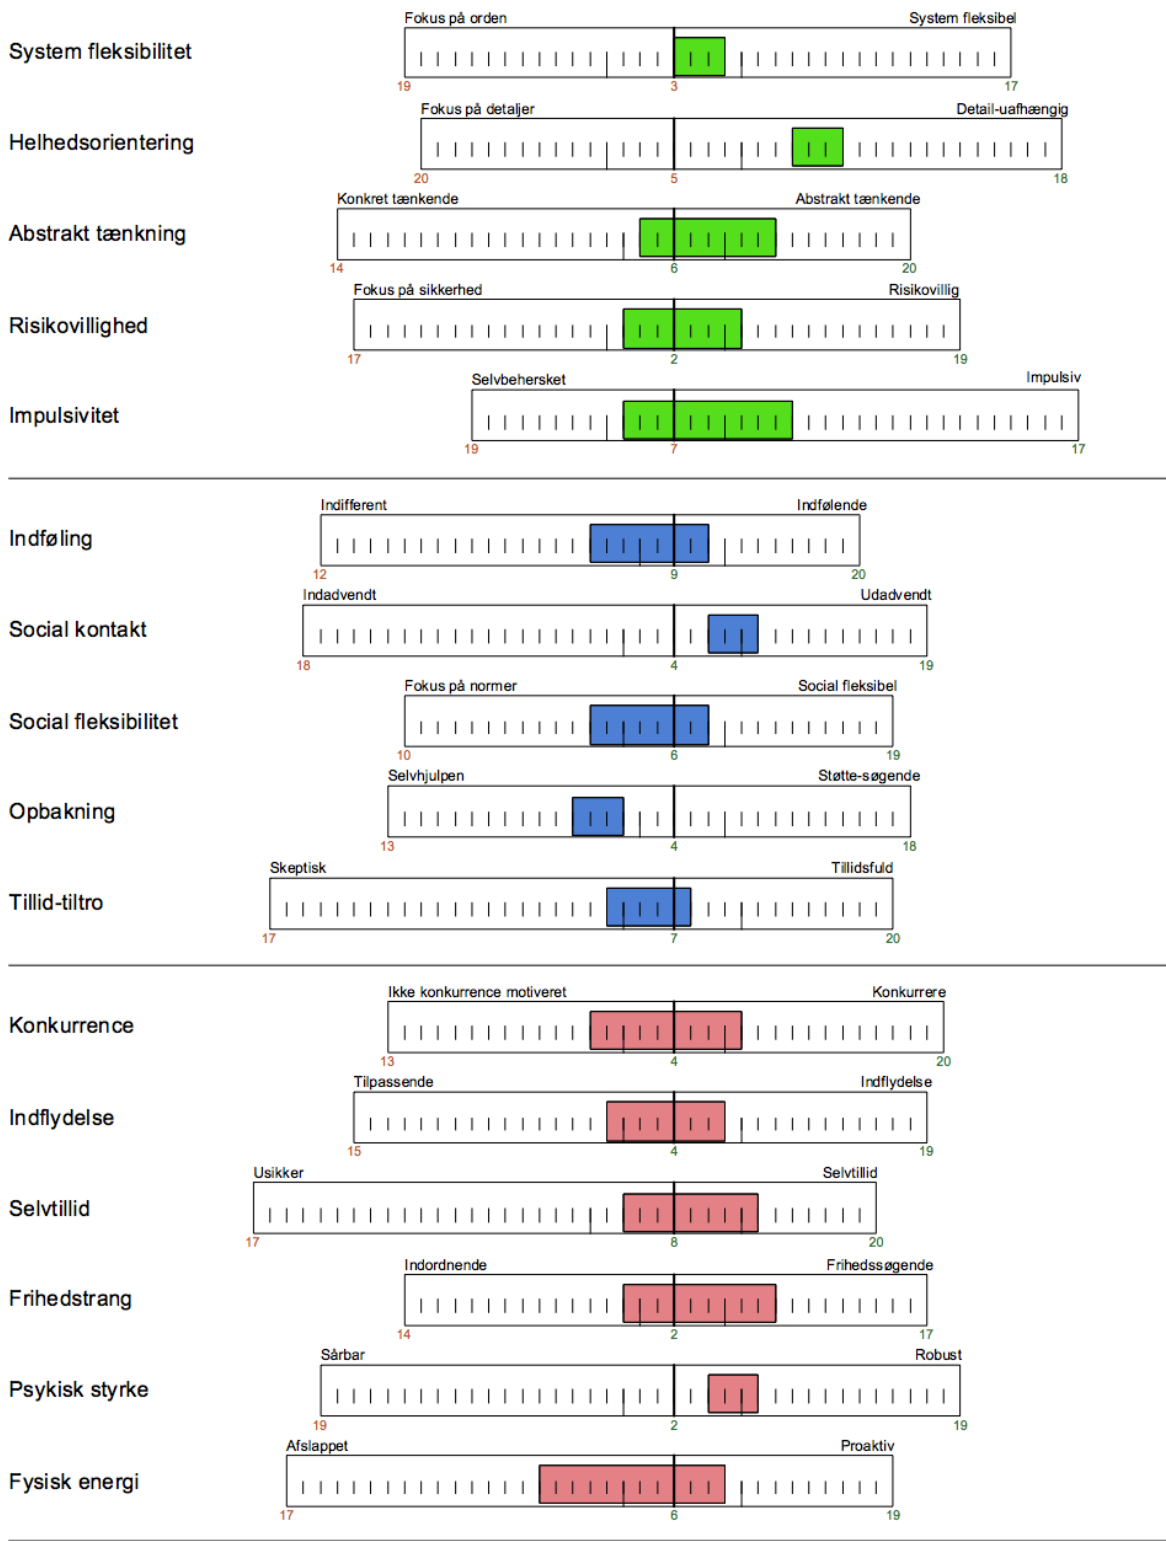 Fokus på orden System fleksibel
System fleksibilitet
19 3 17
Fokus på detaljer Detail-uafhængig
Helhedsorientering
20 5 18
Konkret tænkende Abstrakt tænkende
Abstrakt tænkning
14 6 20
Fokus på sikkerhed Risikovillig
Risikovillighed
17 2 19
Selvbehersket Impulsiv
Impulsivitet
19 7 17
Indifferent Indfølende
Indføling
12 9 20
Indadvendt Udadvendt
Social kontakt
18 4 19
Fokus på normer Social fleksibel
Social fleksibilitet
10 6 19
Selvhjulpen Støtte-søgende
Opbakning
13 4 18
Skeptisk Tillidsfuld
Tillid-tiltro
17 7 20
Ikke konkurrence motiveret Konkurrere
Konkurrence
13 4 20
Tilpassende Indflydelse
Indflydelse
15 4 19
Usikker Selvtillid
Selvtillid
17 8 20
Indordnende Frihedssøgende
Frihedstrang
14 2 17
Sårbar Robust
Psykisk styrke
19 2 19
Afslappet Proaktiv
Fysisk energi
17 6 19